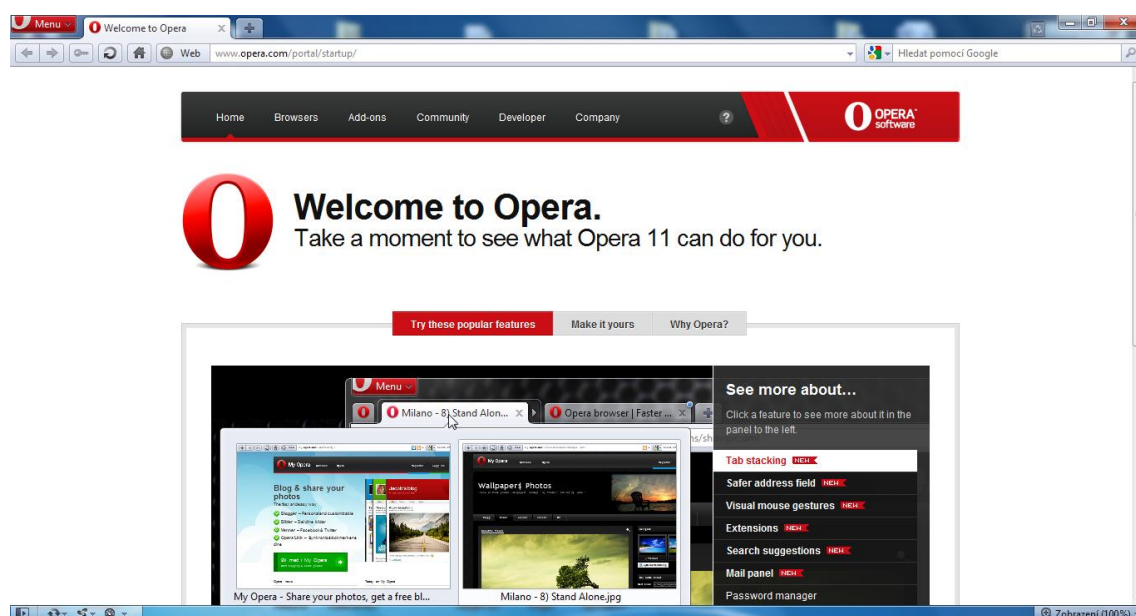 Menu
Welcome to Opera
Web
www.opera.com/portal/startup/
Hledat pomocí Google
Home
Browsers
Add-ons
Community
Developer
Company
?
OPERA
software
Welcome to Opera.
Take a moment to see what Opera 11 can do for you.
Try these popular features
Make it yours
Why Opera?
Menu
Milano - 8) Stand Alon...
Opera browser | Faster ...
See more about...
Click a feature to see more about it in the
panel to the left.
Tab stacking NEW
Safer address field NEW
Visual mouse gestures NEW
Extensions NEW
Search suggestions NEW
Mail panel NEW
Password manager
My Opera
Blog & share your
photos
Wallpapers Photos
My Opera - Share your photos, get a free bl...
Milano - 8) Stand Alone.jpg
Zobrazení (100%)